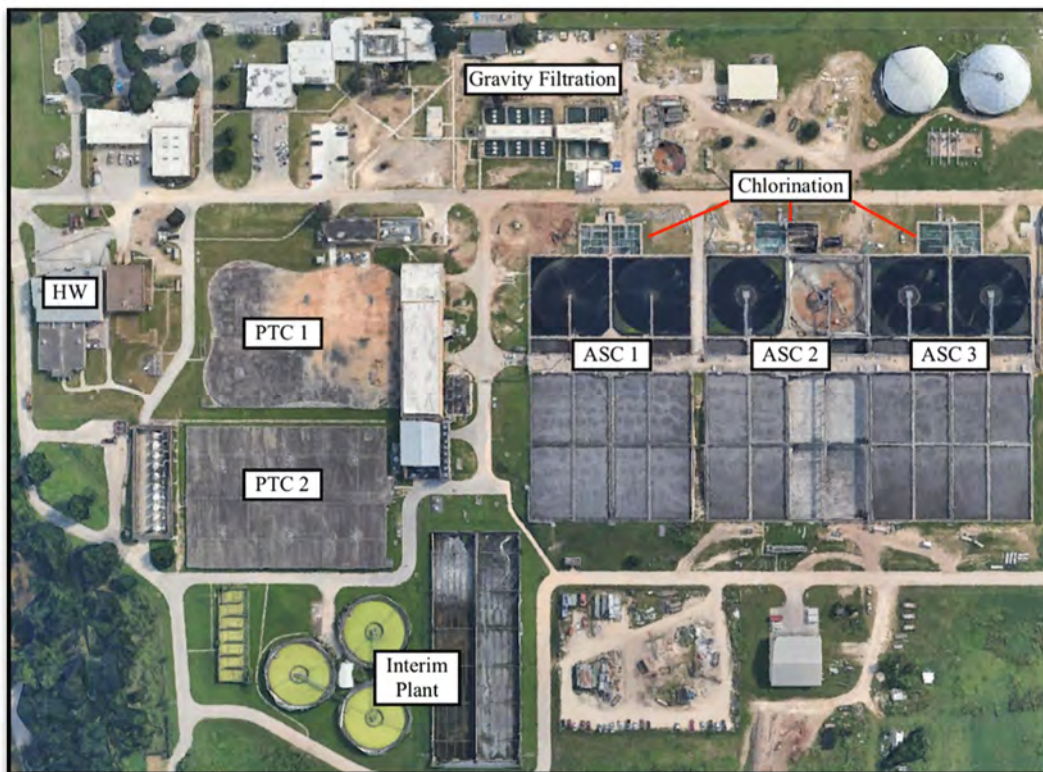 Gravity Filtration
Chlorination
HW
PTC 1
ASC 1
ASC 2
ASC 3
PTC 2
Interim
Plant